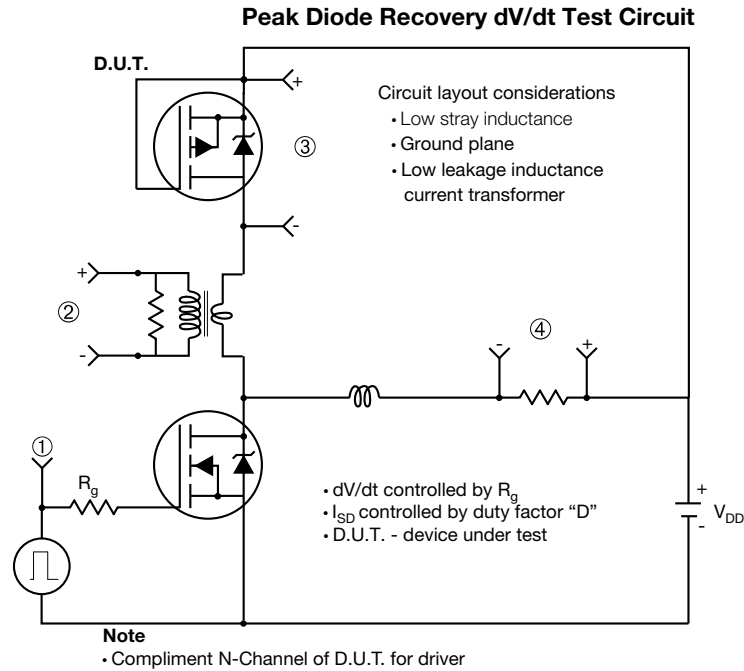 Peak Diode Recovery dV/dt Test Circuit
D.U.T.
+
Circuit layout considerations
• Low stray inductance
③
• Ground plane
• Low leakage inductance
current transformer
-
+
②
-
④
- +
①
Rg
• dV/dt controlled by Rg
• ISD controlled by duty factor “D”
• D.U.T. - device under test
+
VDD
-
Note
• Compliment N-Channel of D.U.T. for driver